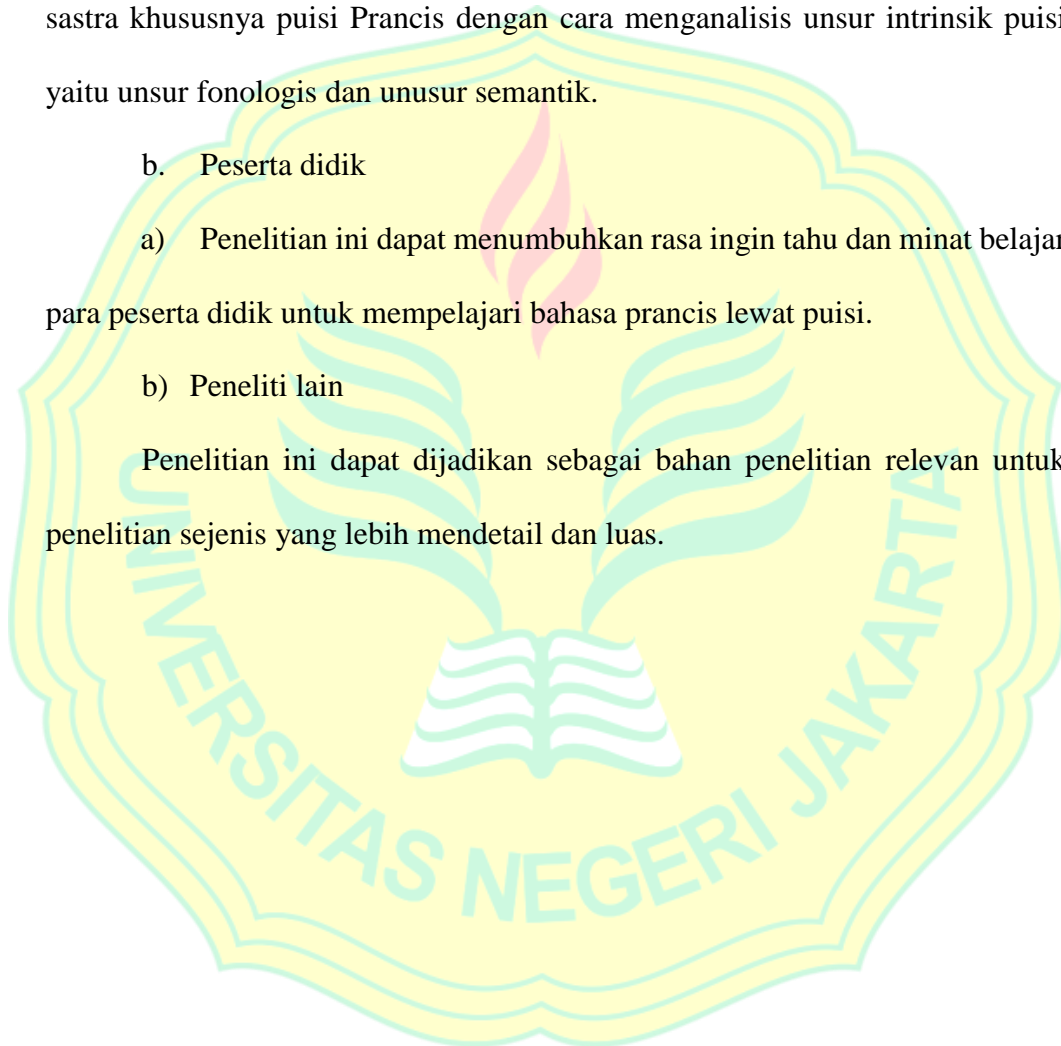 sastra khususnya puisi Prancis dengan cara menganalisis unsur intrinsik puisi
yaitu unsur fonologis dan unusur semantik.
b. Peserta didik
a) Penelitian ini dapat menumbuhkan rasa ingin tahu dan minat belajar
para peserta didik untuk mempelajari bahasa prancis lewat puisi.
b) Peneliti lain
Penelitian ini dapat dijadikan sebagai bahan penelitian relevan untuk
penelitian sejenis yang lebih mendetail dan luas.
UNIVERSITAS NEGERI JAKARTA